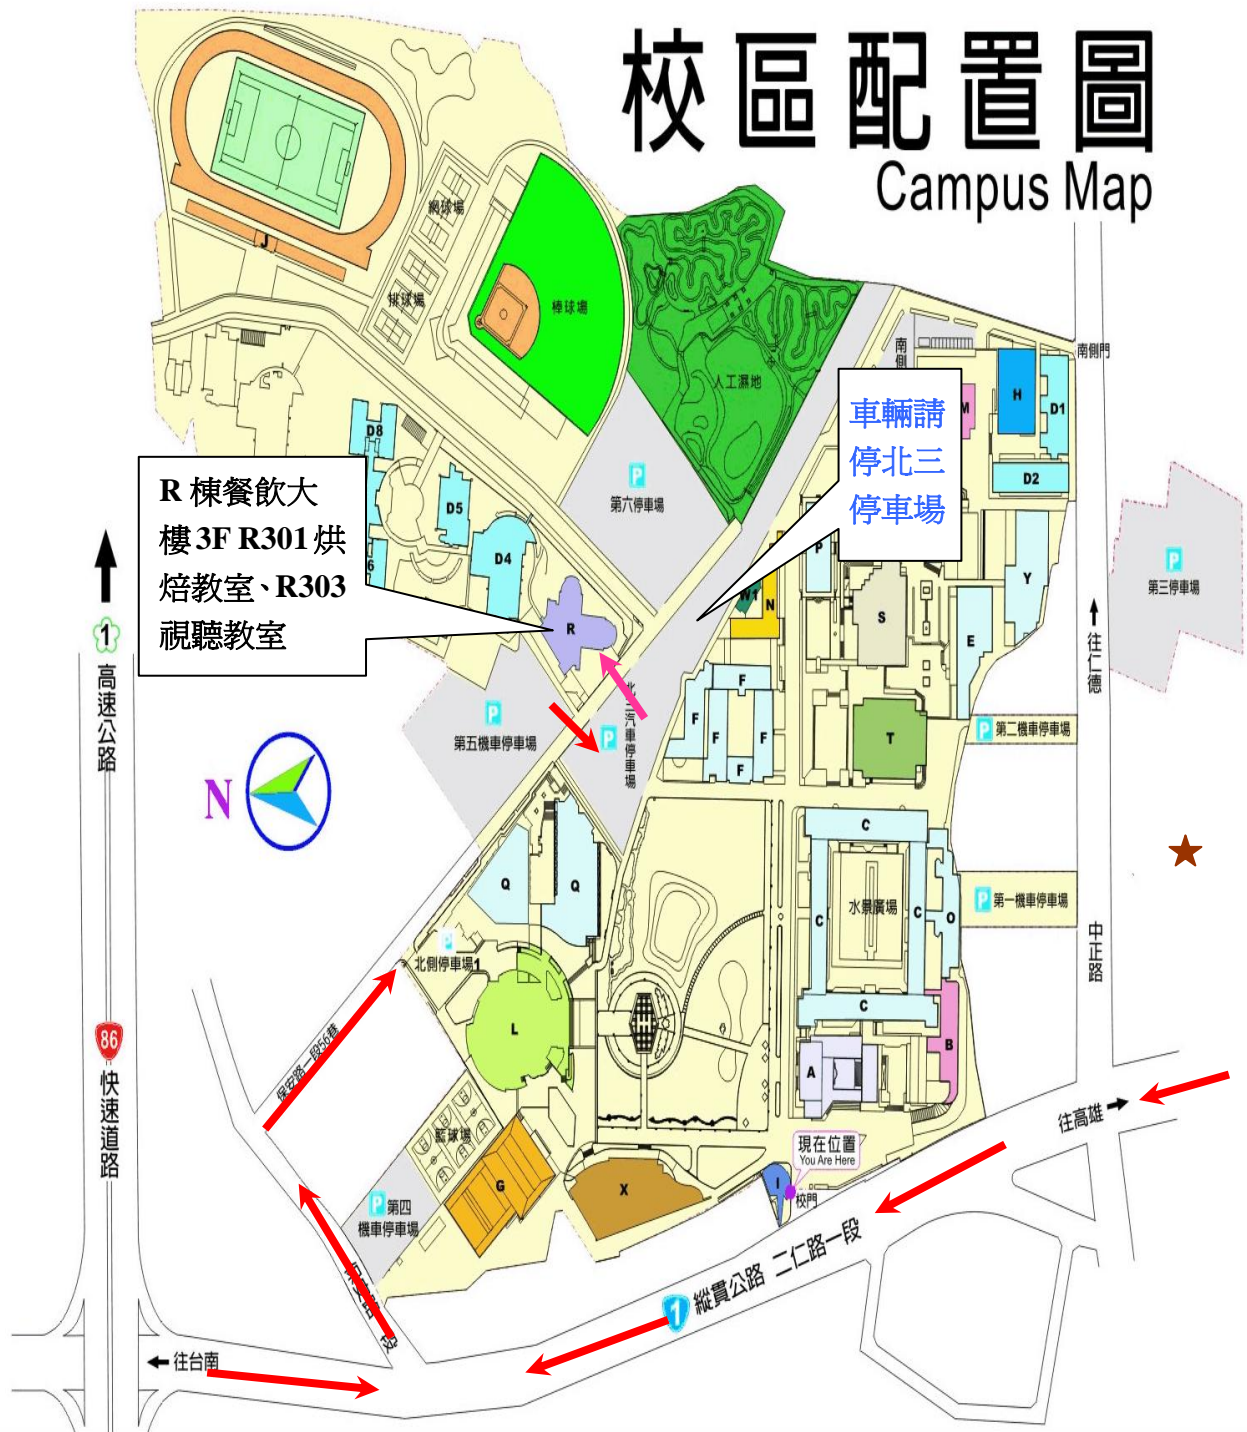 校區配置圖
Campus Map
網球場
J
排球場
棒球場
人工濕地
南側
南側門
車輛請
停北三
停車場
M
H
D1
D2
D8
D5
D4
6
R 棟餐飲大
樓 3F R301 烘
焙教室、R303
視聽教室
P
第六停車場
P
W1
N
S
Y
E
P
第三停車場
1
高速公路
R
往仁德
F
F
F
F
F
T
P
第二機車停車場
P
第五機車停車場
P
汽車停車場
N
C
C
C
C
水景廣場
O
P
第一機車停車場
Q
Q
P
北側停車場1
中正路
86
快速道路
保安路一段56巷
L
A
B
往高雄
籃球場
G
X
現在位置
You Are Here
I
校門
P 第四
機車停車場
段
1 縱貫公路 二仁路一段
往台南